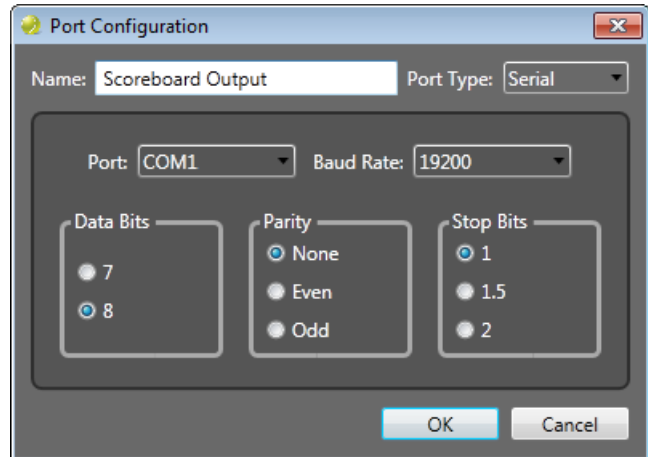 Port Configuration
Name: Scoreboard Output Port Type: Serial
Port: COM1 Baud Rate: 19200
Data Bits Parity Stop Bits
None 1
7
Even 1.5
8
Odd 2
OK Cancel